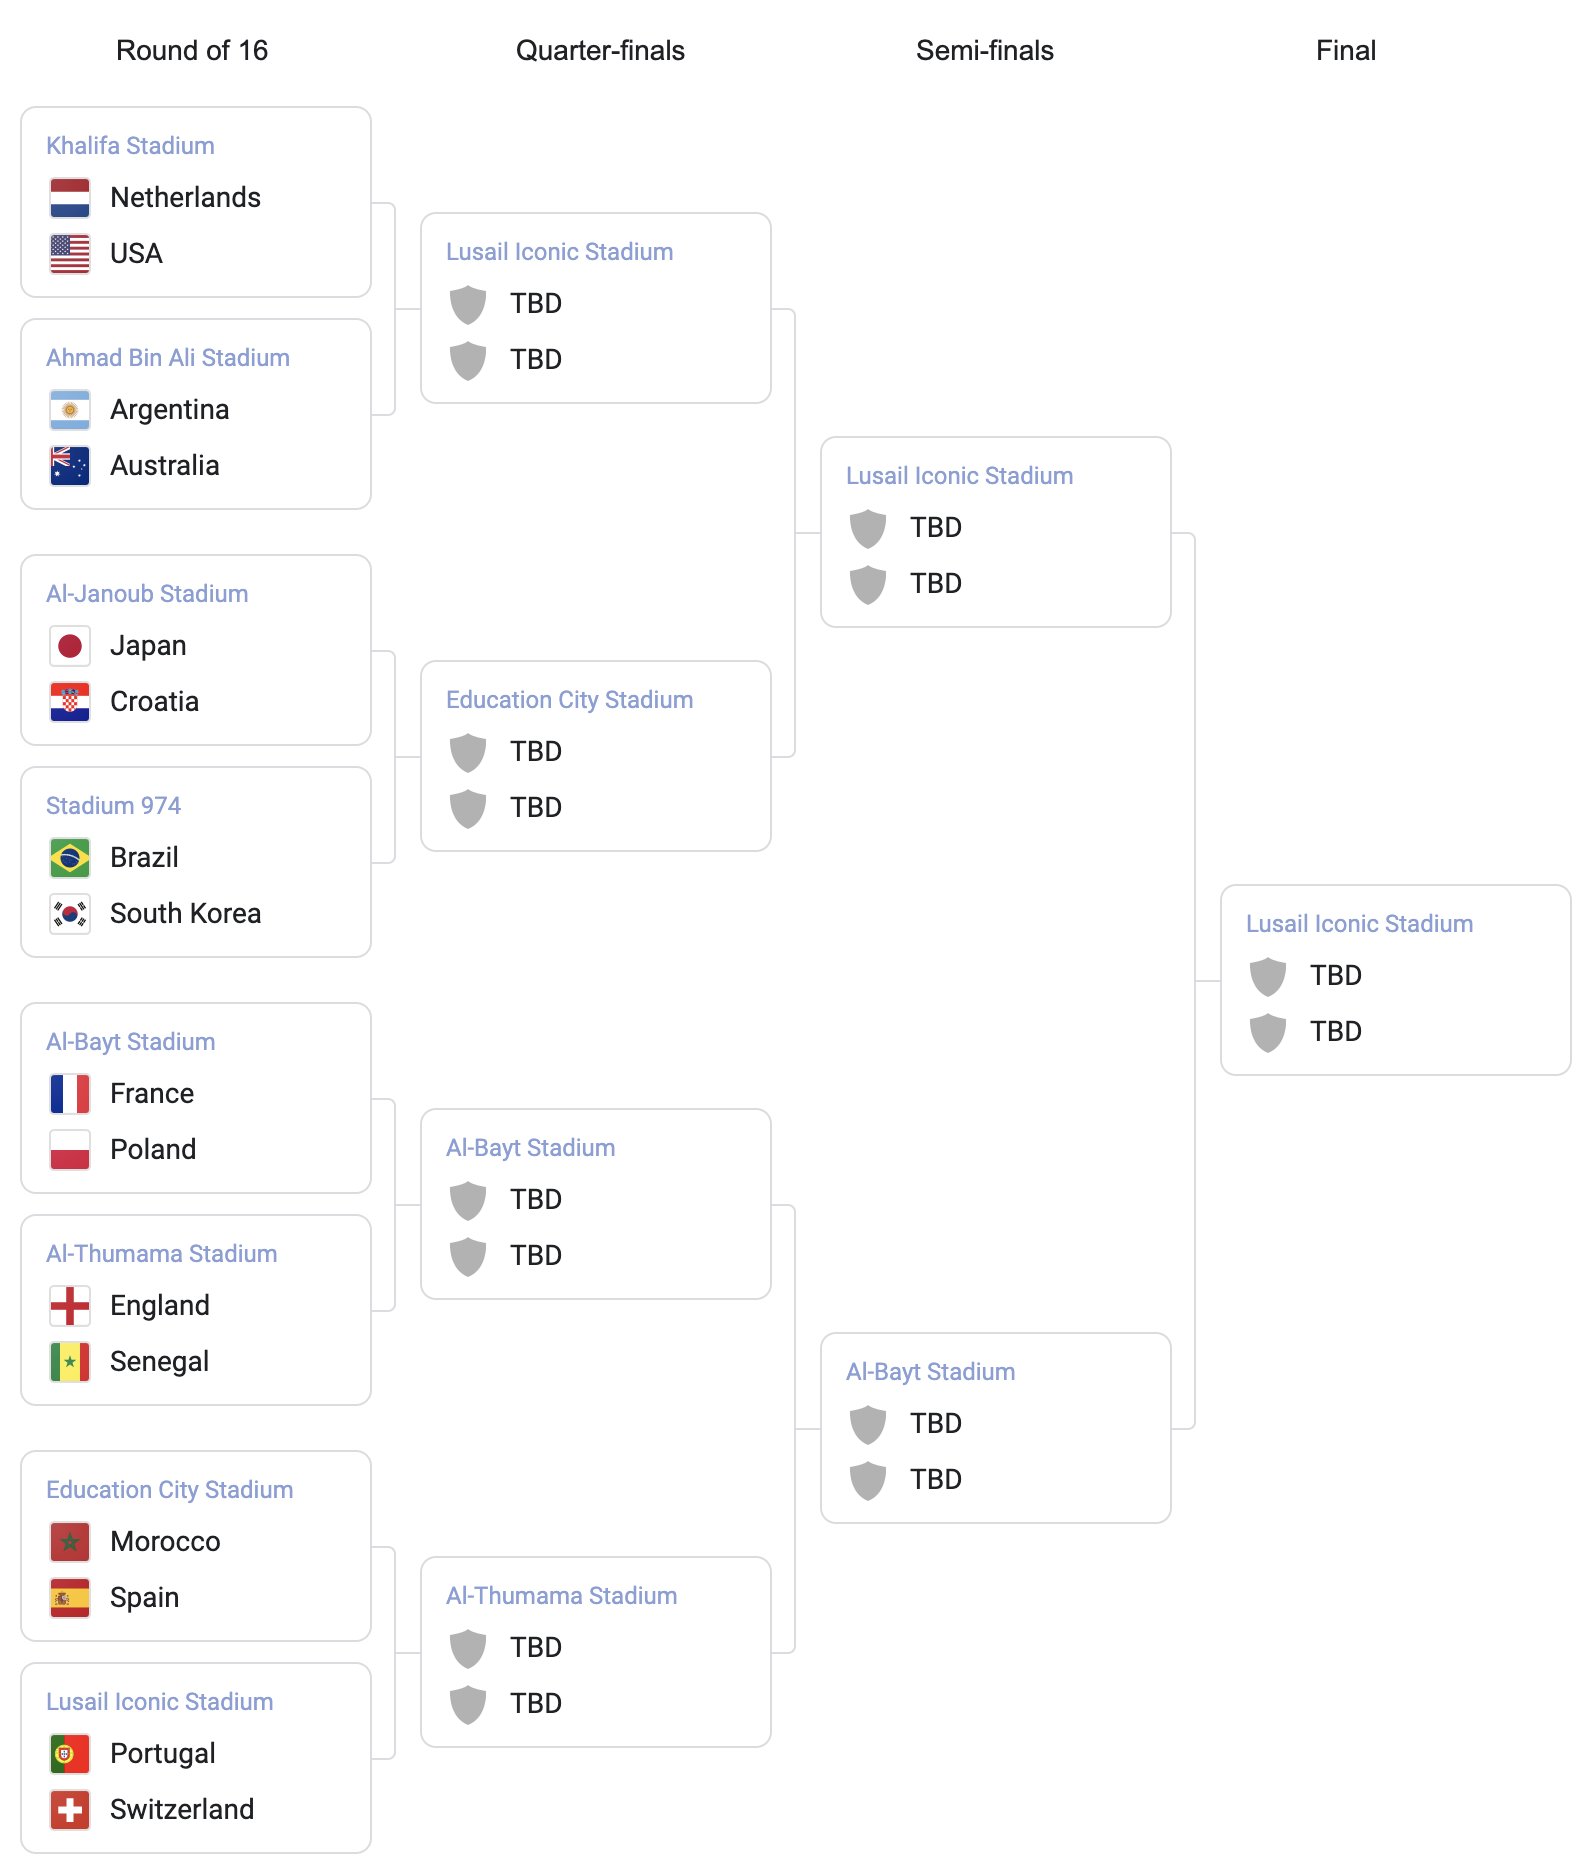 Round of 16
Quarter-finals
Semi-finals
Final
Khalifa Stadium
Netherlands
USA
Ahmad Bin Ali Stadium
Argentina
Australia
Al-Janoub Stadium
Japan
Croatia
Stadium 974
Brazil
South Korea
Al-Bayt Stadium
France
Poland
Al-Thumama Stadium
England
Senegal
Education City Stadium
Morocco
Spain
Lusail Iconic Stadium
Portugal
Switzerland
Lusail Iconic Stadium
TBD
TBD
Education City Stadium
TBD
TBD
Al-Bayt Stadium
TBD
TBD
Al-Thumama Stadium
TBD
TBD
Lusail Iconic Stadium
TBD
TBD
Al-Bayt Stadium
TBD
TBD
Lusail Iconic Stadium
TBD
TBD